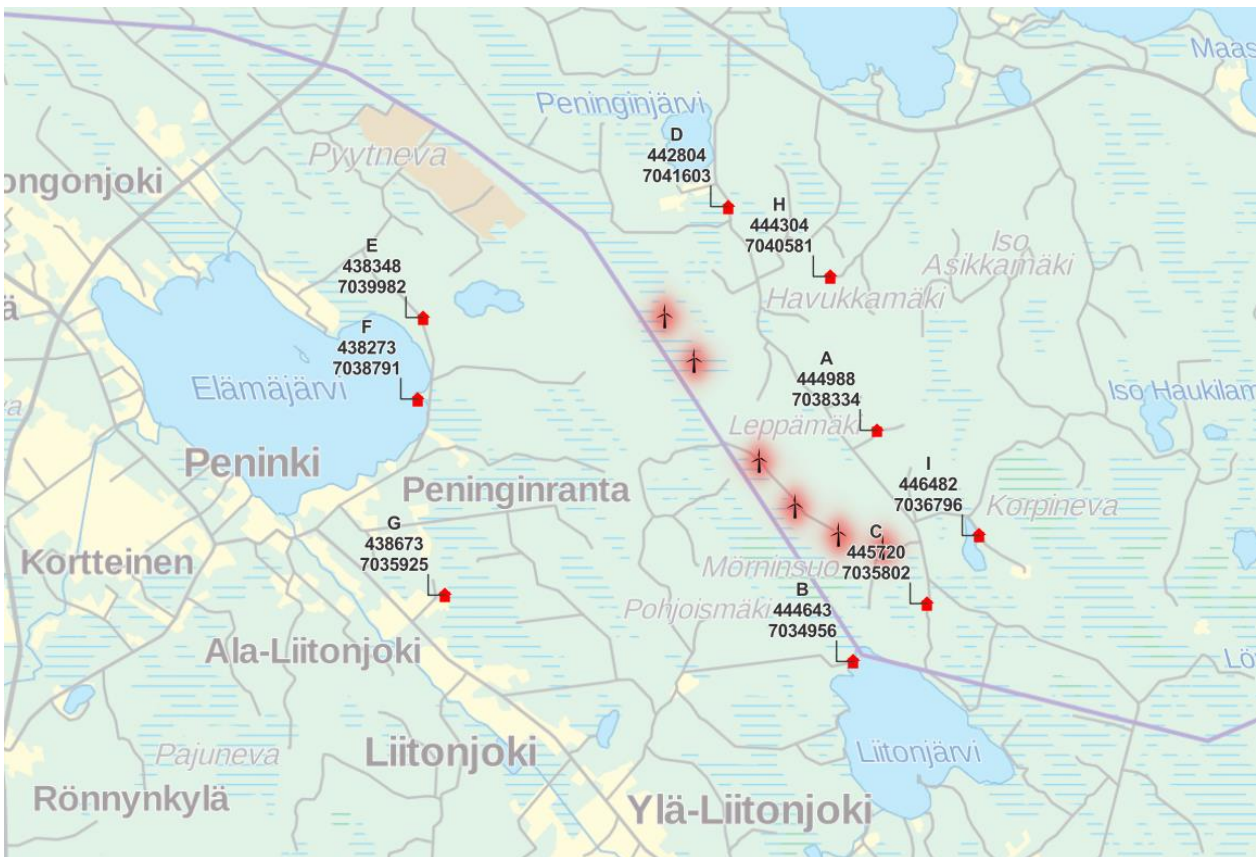 Maas
Peninginjärvi
D
442804
7041603
Pyytneva
ongonjoki
H
444304
7040581
Iso
Asikkamäki
E
438348
7039982
Havukkamäki
ä
F
438273
7038791
A
444988
7038334
Elämäjärvi
Iso Haukilam
va
Leppämäki
Peninki
I
446482
7036796
Peninginranta
Korpineva
G
438673
7035925
C
445720
7035802
Kortteinen
Mörninsuo
B
444643
7034956
Pohjoismäki
Ala-Liitonjoki
Lö
Pajuneva
Liitonjoki
Liitonjärvi
Rönnynkylä
Ylä-Liitonjoki